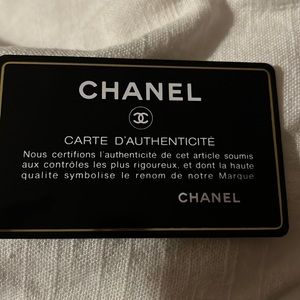 CHANEL
CARTE D'AUTHENTICITÉ
Nous certifions l'authenticité de cet article soumis
aux contrôles les plus rigoureux, et dont la haute
qualité symbolise le renom de notre Marque
CHANEL